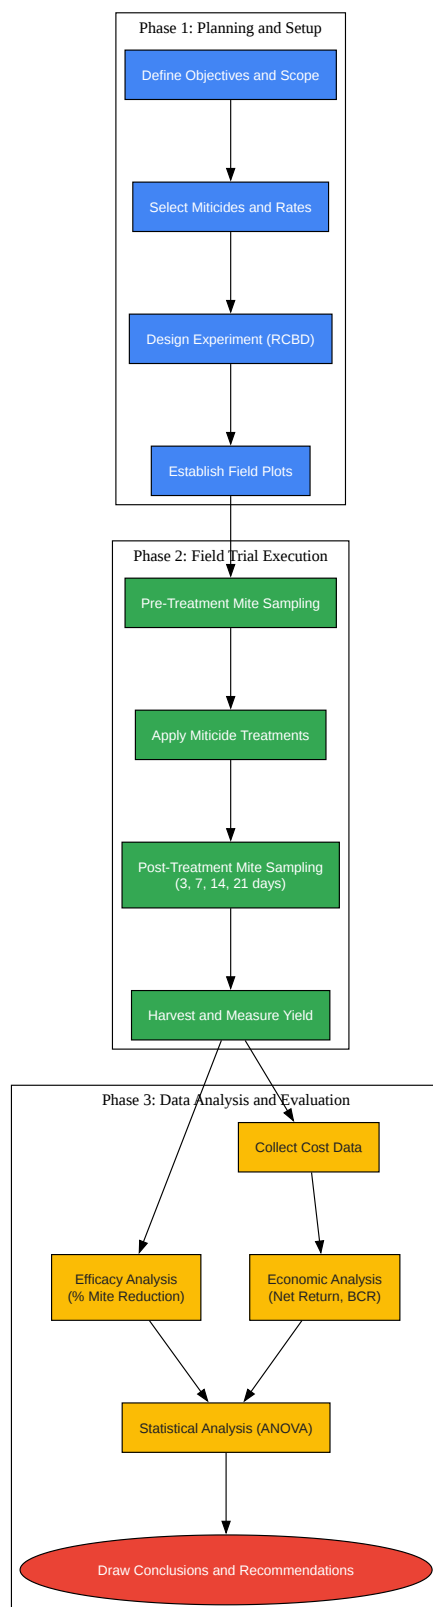 Phase 1: Planning and Setup
Define Objectives and Scope
Select Miticides and Rates
Design Experiment (RCBD)
Establish Field Plots
Phase 2: Field Trial Execution
Pre-Treatment Mite Sampling
Apply Miticide Treatments
Post-Treatment Mite Sampling
(3, 7, 14, 21 days)
Harvest and Measure Yield
Phase 3: Data Analysis and Evaluation
Collect Cost Data
Efficacy Analysis
(% Mite Reduction)
Economic Analysis
(Net Return, BCR)
Statistical Analysis (ANOVA)
Draw Conclusions and Recommendations